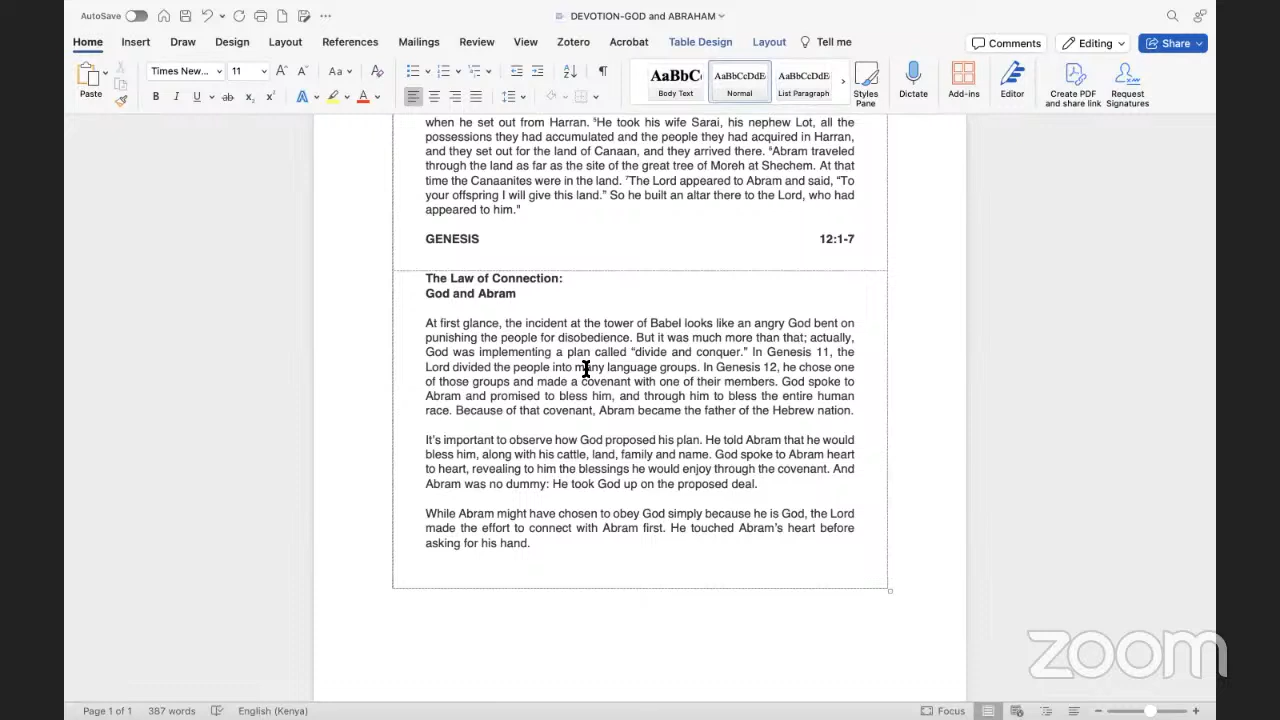 AutoSave
DEVOTION-GOD and ABRAHAM
Home Insert Draw Design Layout References Mailings Review View Zotero Acrobat Table Design Layout Tell me Comments Editing Share
Paste
Times New... 11
Aa
B I U ab x₂ x² A A
AaBbC
Body Text
AaBbCcDdE
Normal
AaBbCcDdE
List Paragraph
Styles
Pane
Dictate
Add-ins
Editor
Create PDF
and share link
Request
Signatures
when he set out from Harran. ⁵He took his wife Sarai, his nephew Lot, all the
possessions they had accumulated and the people they had acquired in Harran,
and they set out for the land of Canaan, and they arrived there. ⁶Abram traveled
through the land as far as the site of the great tree of Moreh at Shechem. At that
time the Canaanites were in the land. ⁷The Lord appeared to Abram and said, “To
your offspring I will give this land.” So he built an altar there to the Lord, who had
appeared to him.”
GENESIS 12:1-7
The Law of Connection:
God and Abram
At first glance, the incident at the tower of Babel looks like an angry God bent on
punishing the people for disobedience. But it was much more than that; actually,
God was implementing a plan called “divide and conquer.” In Genesis 11, the
Lord divided the people into many language groups. In Genesis 12, he chose one
of those groups and made a covenant with one of their members. God spoke to
Abram and promised to bless him, and through him to bless the entire human
race. Because of that covenant, Abram became the father of the Hebrew nation.
It’s important to observe how God proposed his plan. He told Abram that he would
bless him, along with his cattle, land, family and name. God spoke to Abram heart
to heart, revealing to him the blessings he would enjoy through the covenant. And
Abram was no dummy: He took God up on the proposed deal.
While Abram might have chosen to obey God simply because he is God, the Lord
made the effort to connect with Abram first. He touched Abram’s heart before
asking for his hand.
zoom
Page 1 of 1 387 words English (Kenya) Focus